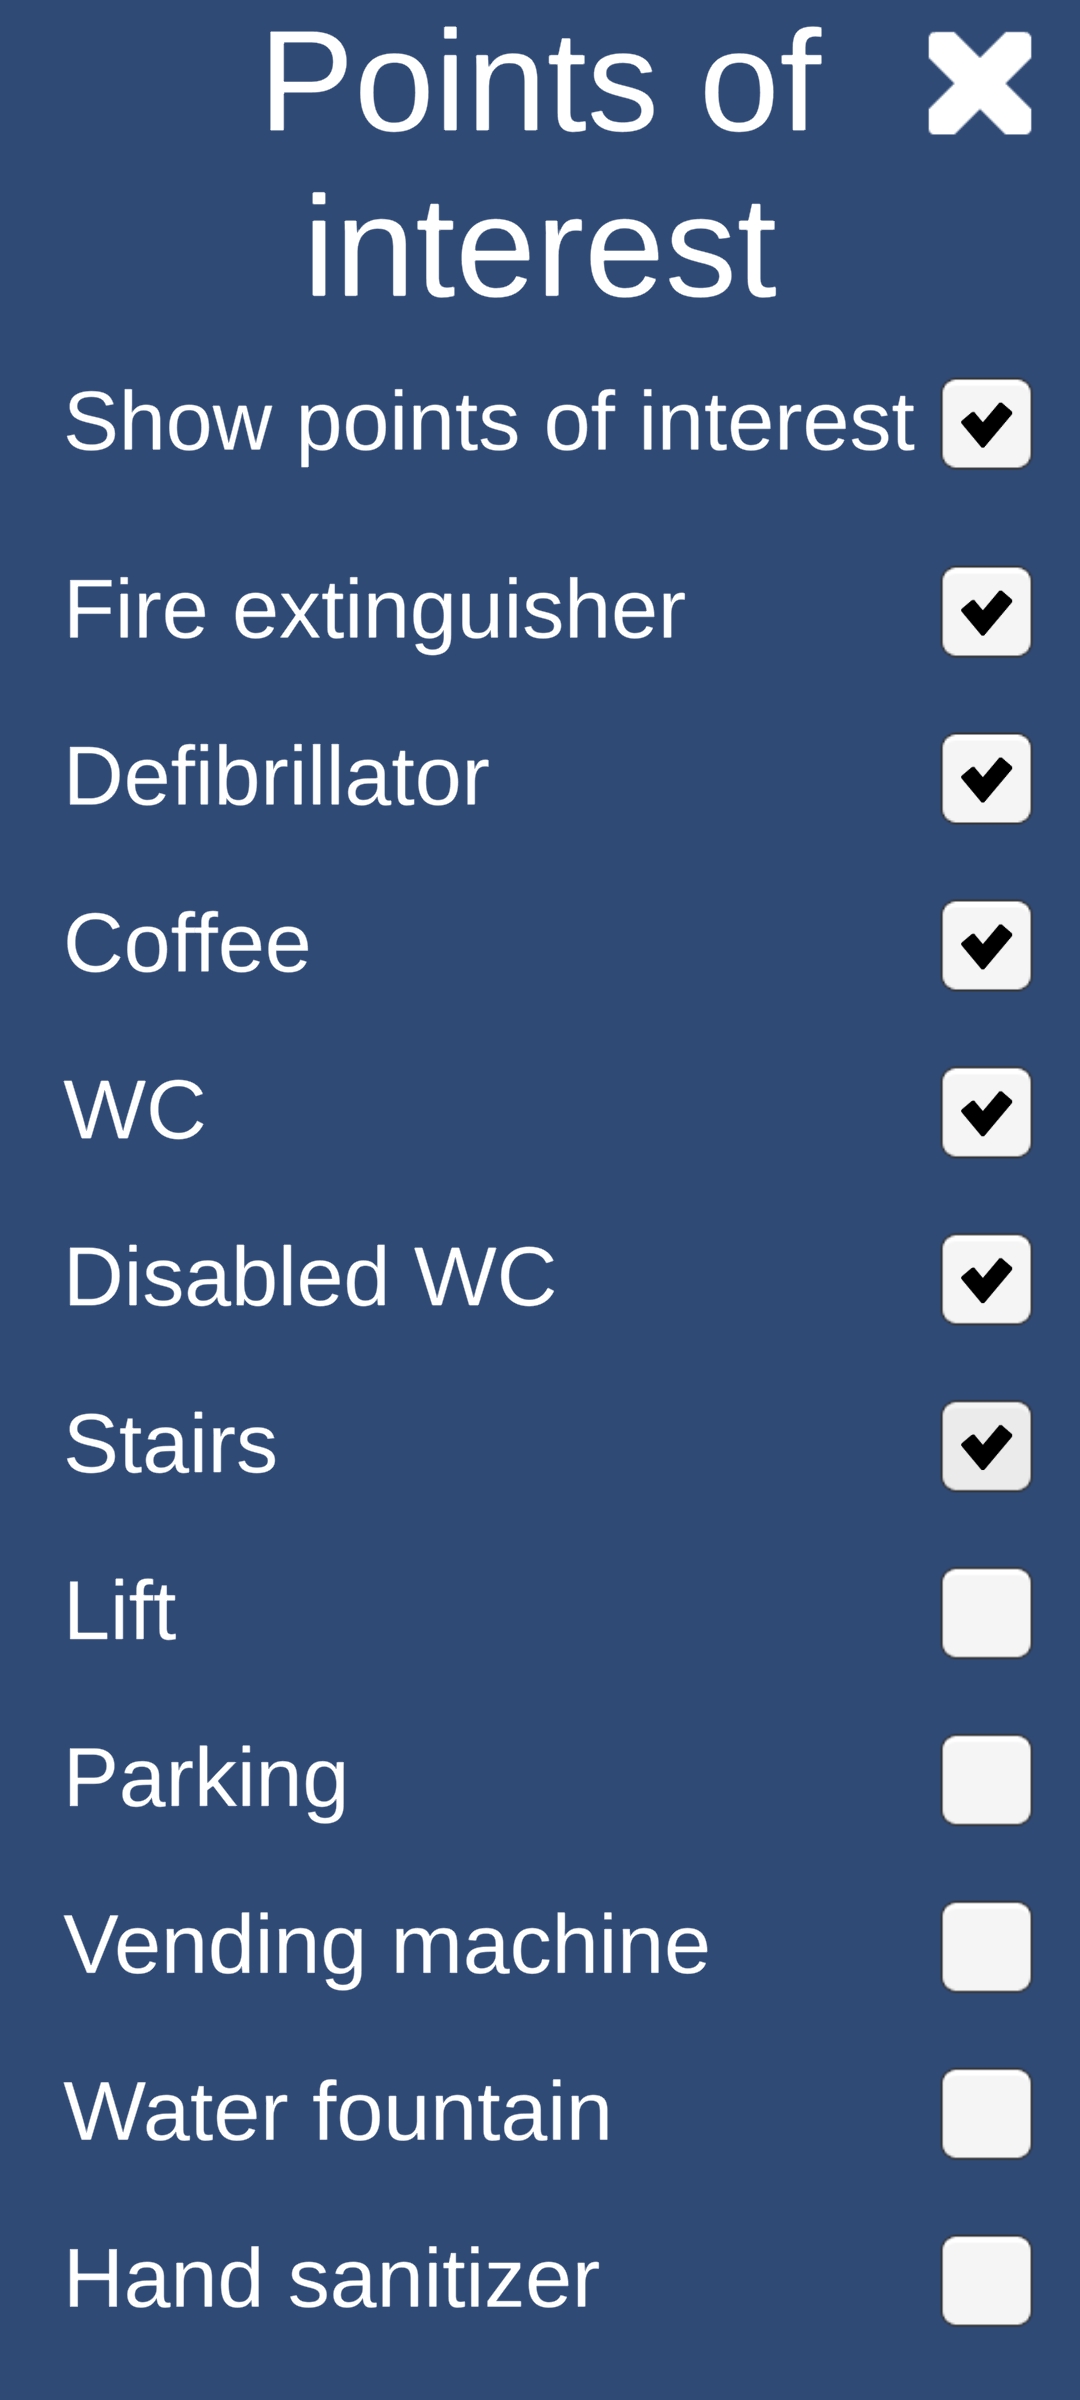 Points of
interest
Show points of interest
Fire extinguisher
Defibrillator
Coffee
WC
Disabled WC
Stairs
Lift
Parking
Vending machine
Water fountain
Hand sanitizer